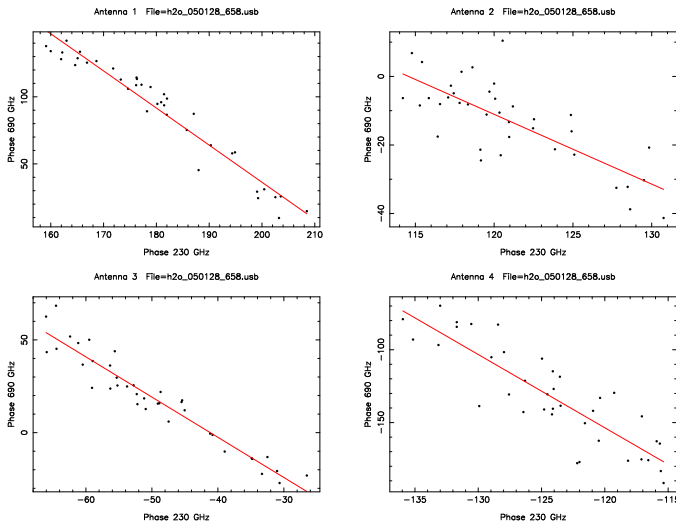 Antenna 1 File=h2o_050128_658.usb
Phase 690 GHz
100
50
160 170 180 190 200 210
Phase 230 GHz
Antenna 2 File=h2o_050128_658.usb
Phase 690 GHz
0
−20
−40
115 120 125 130
Phase 230 GHz
Antenna 3 File=h2o_050128_658.usb
Phase 690 GHz
50
0
−60 −50 −40 −30
Phase 230 GHz
Antenna 4 File=h2o_050128_658.usb
Phase 690 GHz
−100
−150
−135 −130 −125 −120 −115
Phase 230 GHz